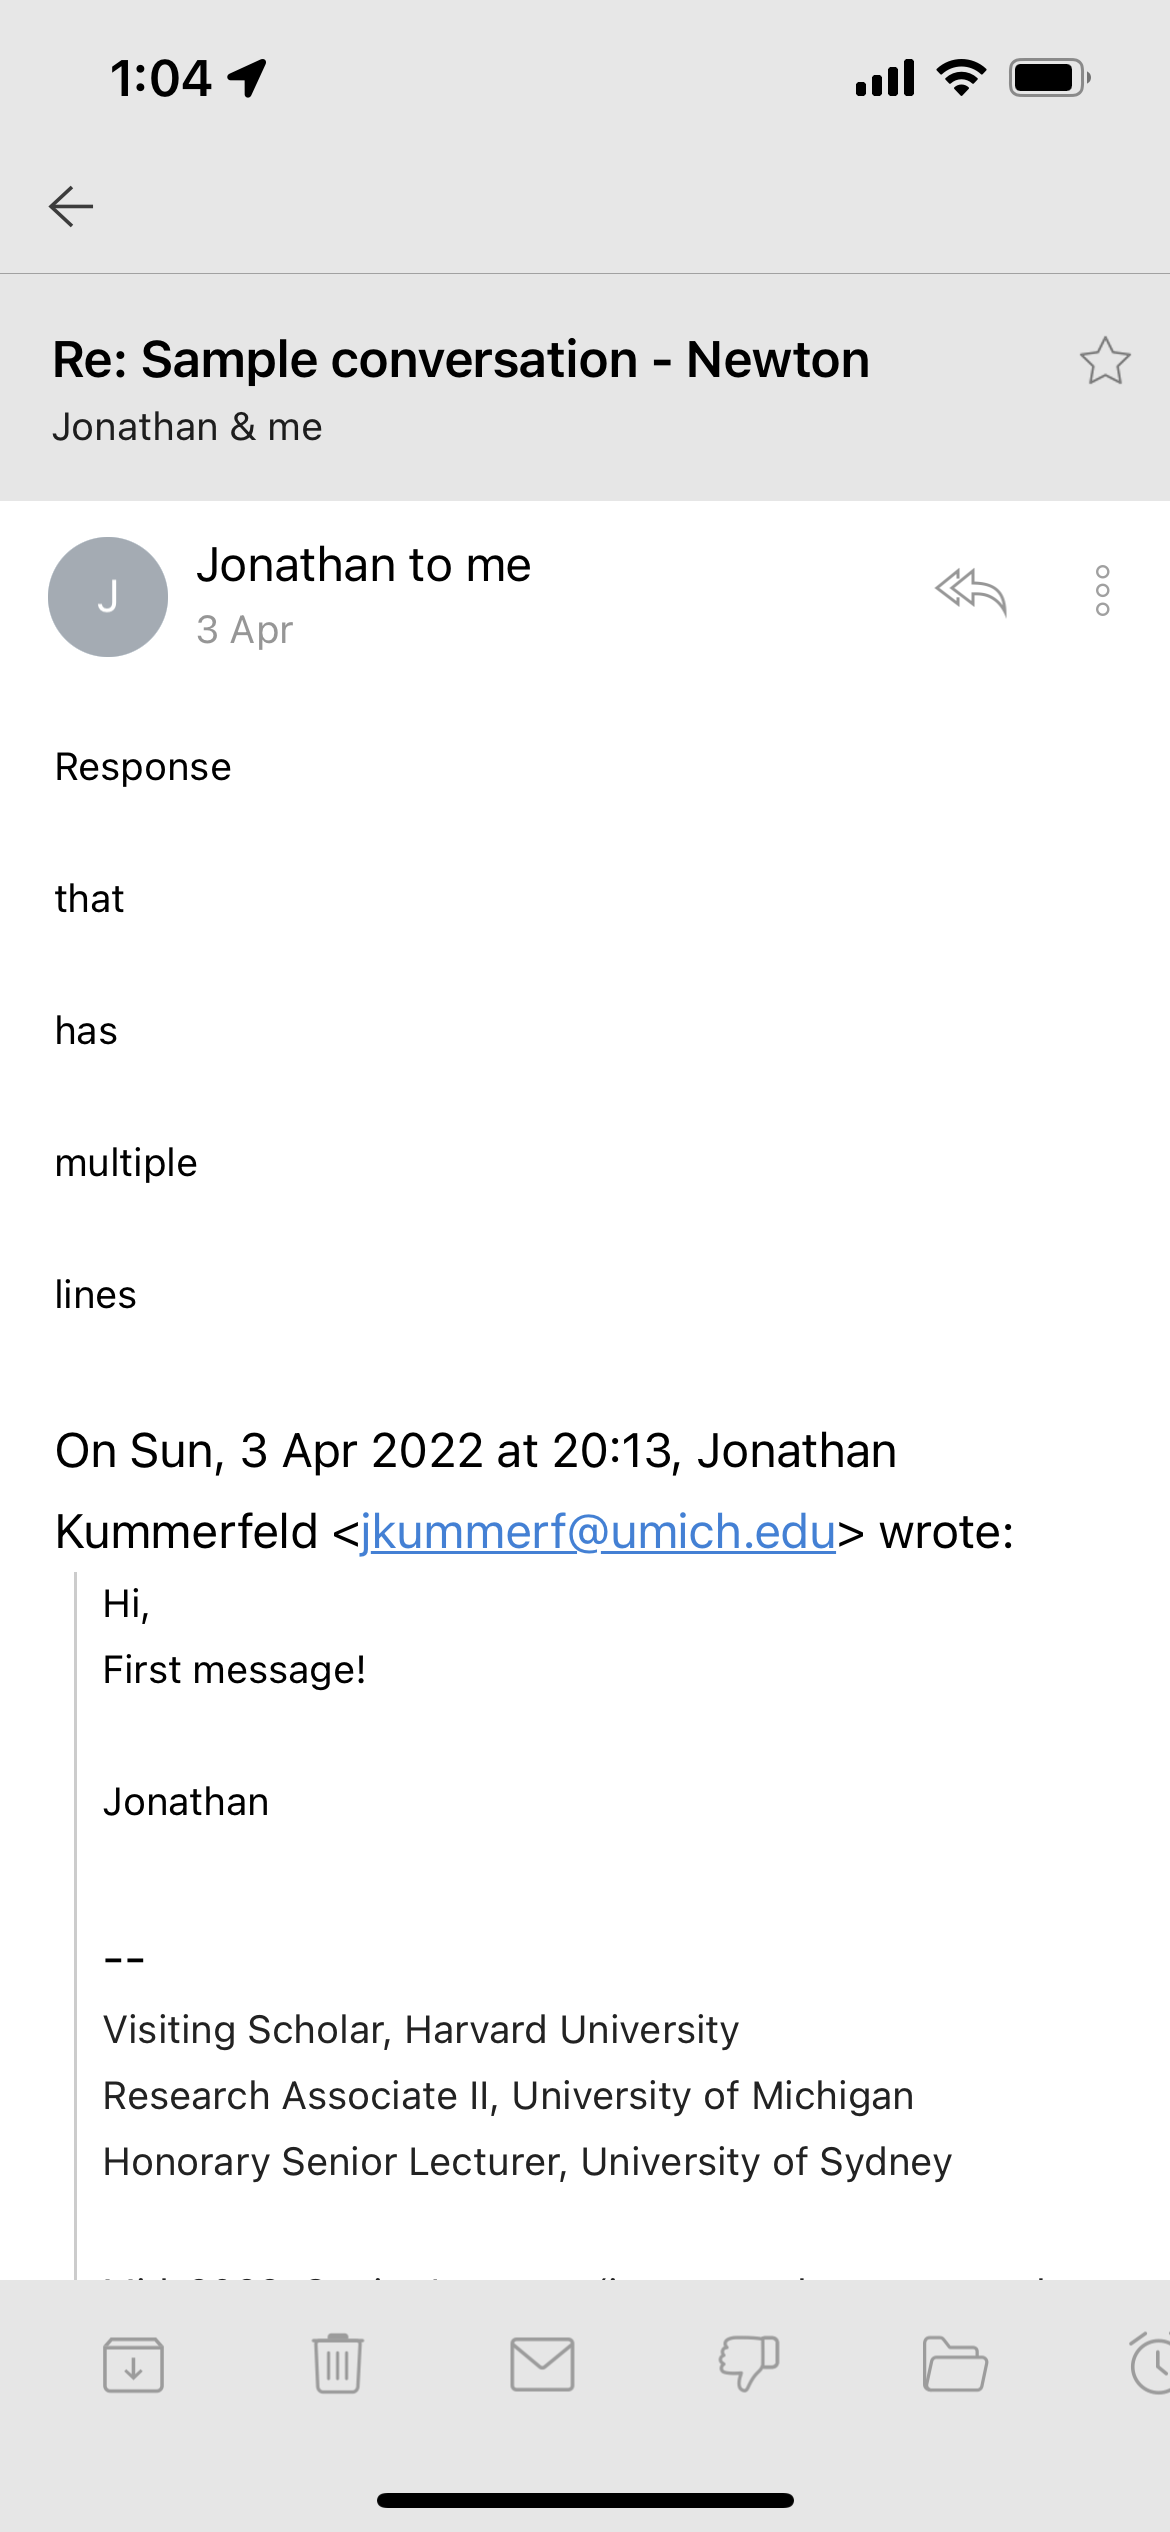 1:04
Re: Sample conversation - Newton
Jonathan & me
J
Jonathan to me
3 Apr
Response
that
has
multiple
lines
On Sun, 3 Apr 2022 at 20:13, Jonathan
Kummerfeld <jkummerf@umich.edu> wrote:
Hi,
First message!
Jonathan
--
Visiting Scholar, Harvard University
Research Associate II, University of Michigan
Honorary Senior Lecturer, University of Sydney